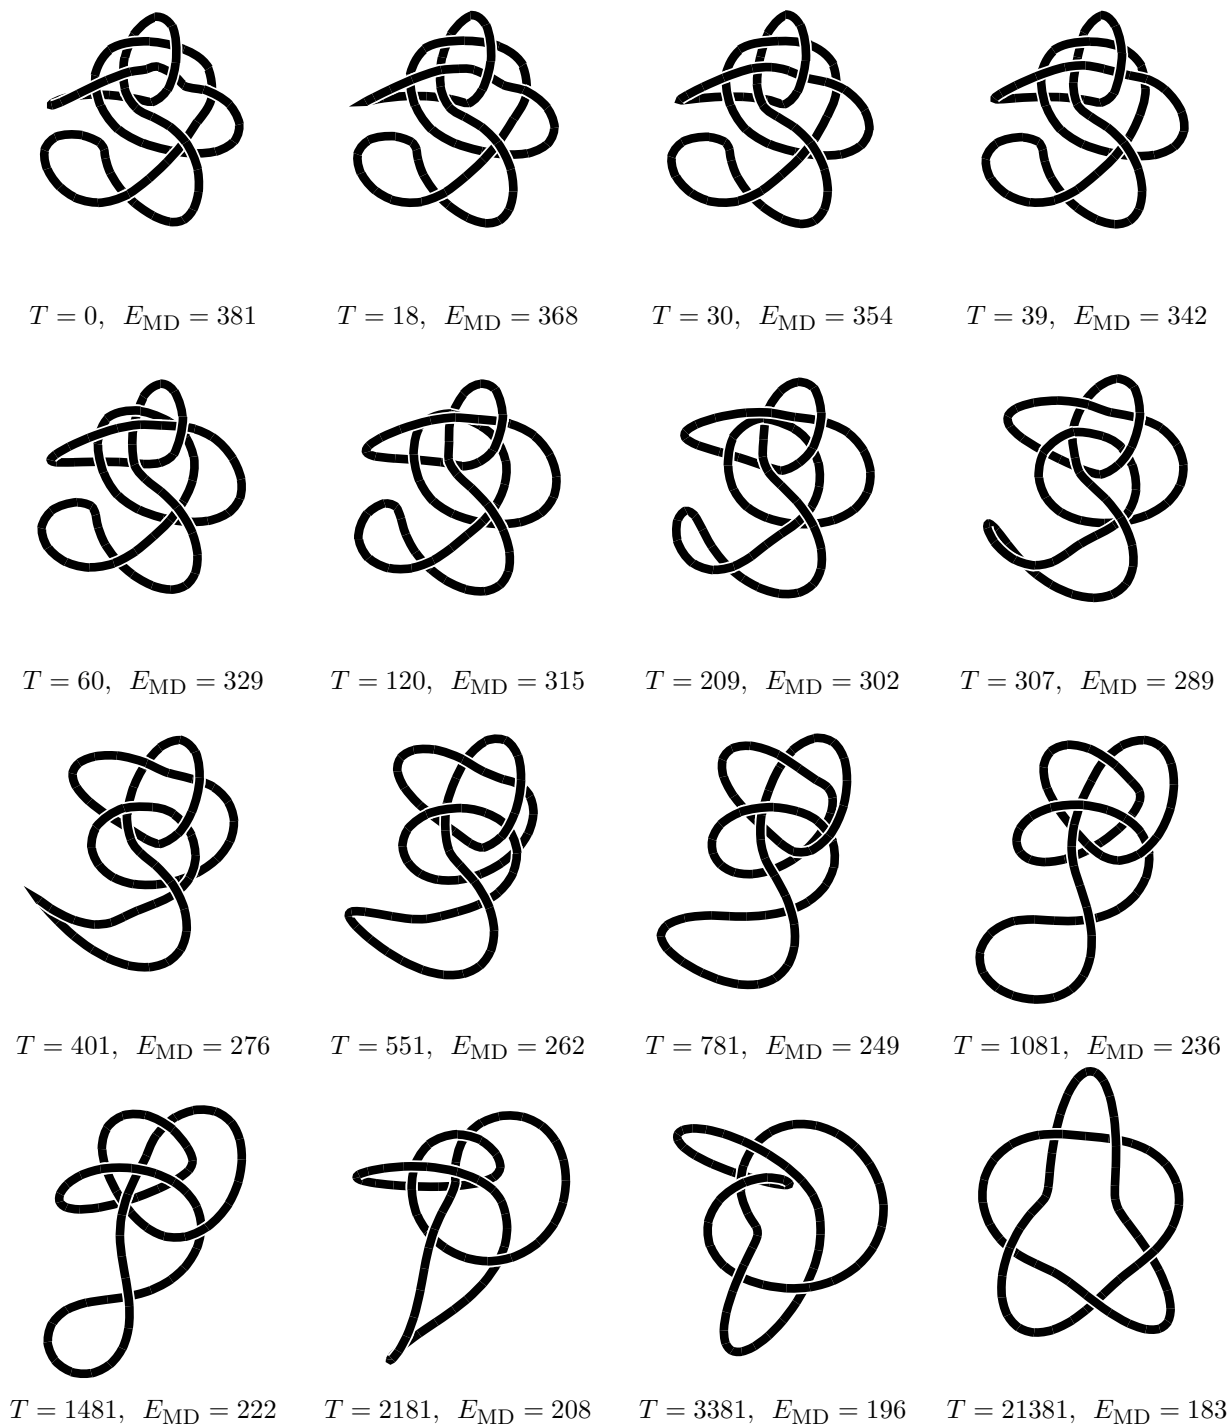 T = 0, E_MD = 381 T = 18, E_MD = 368 T = 30, E_MD = 354 T = 39, E_MD = 342
T = 60, E_MD = 329 T = 120, E_MD = 315 T = 209, E_MD = 302 T = 307, E_MD = 289
T = 401, E_MD = 276 T = 551, E_MD = 262 T = 781, E_MD = 249 T = 1081, E_MD = 236
T = 1481, E_MD = 222 T = 2181, E_MD = 208 T = 3381, E_MD = 196 T = 21381, E_MD = 183